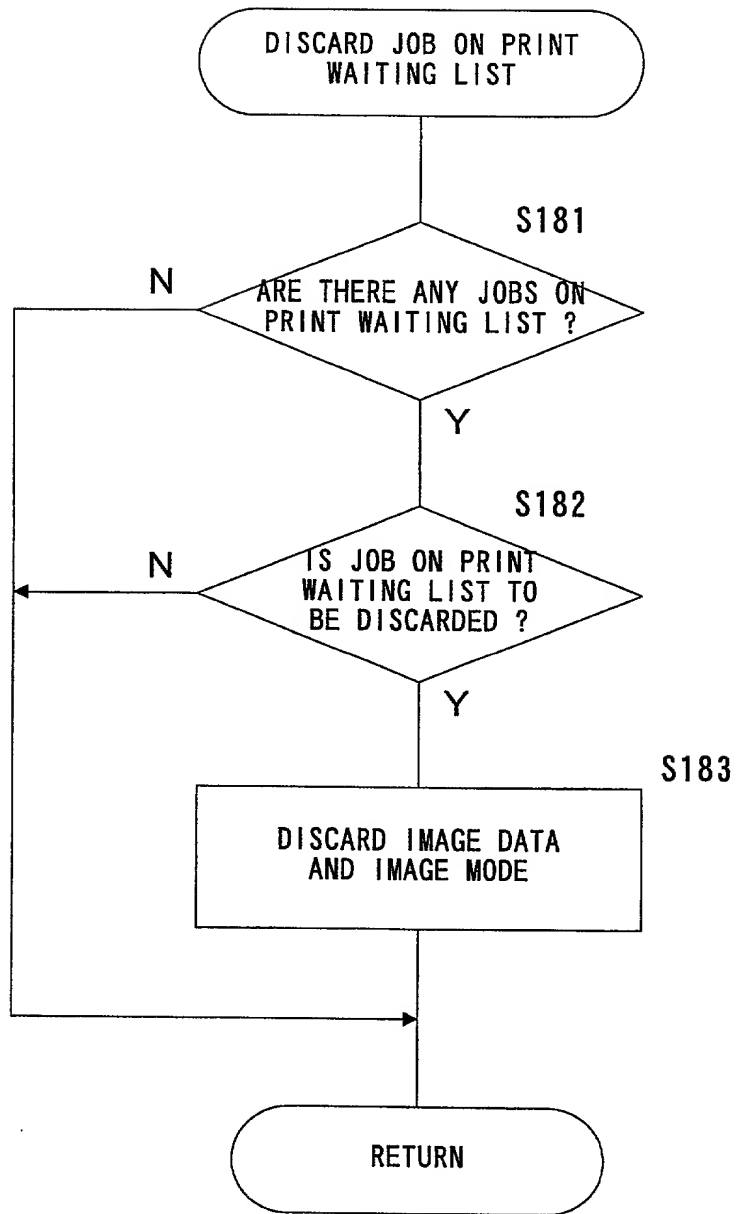 DISCARD JOB ON PRINT
WAITING LIST
S181
N
ARE THERE ANY JOBS ON
PRINT WAITING LIST ?
Y
S182
N
IS JOB ON PRINT
WAITING LIST TO
BE DISCARDED ?
Y
S183
DISCARD IMAGE DATA
AND IMAGE MODE
RETURN